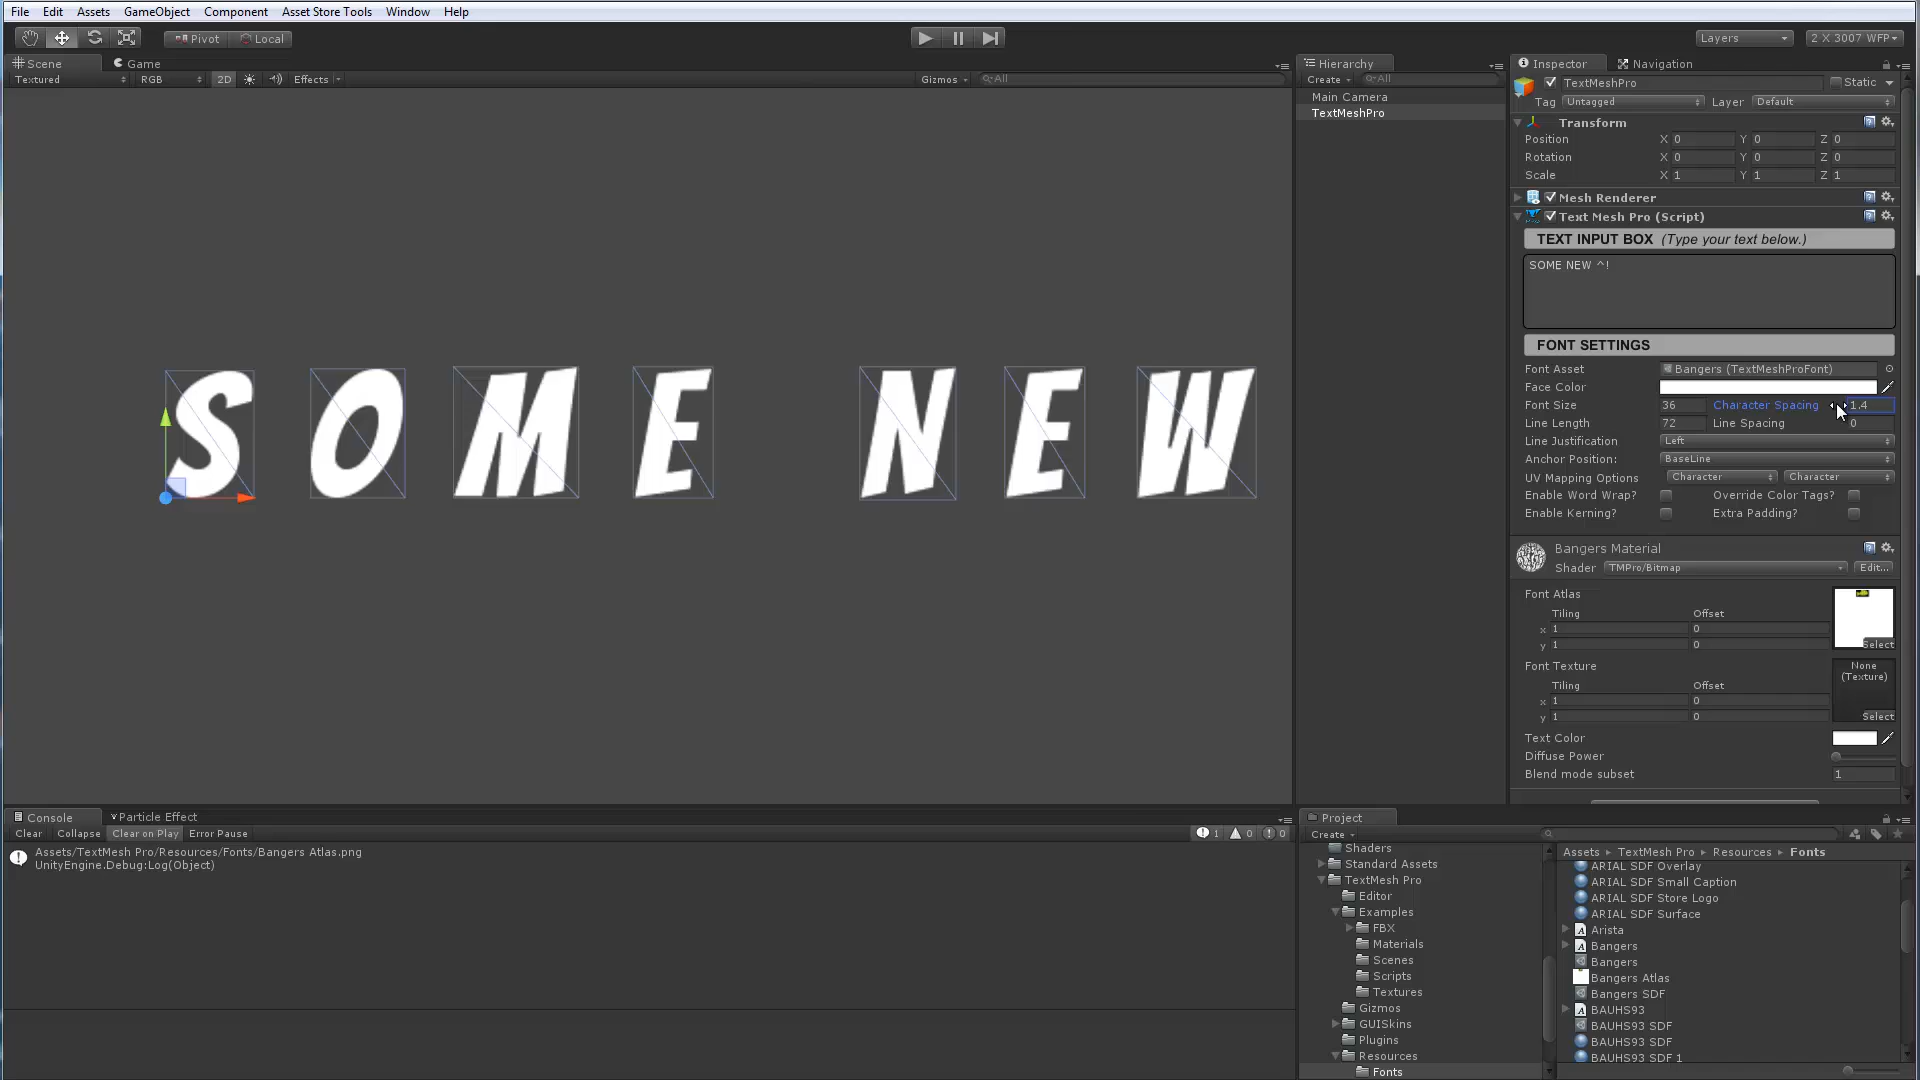 File Edit Assets GameObject Component Asset Store Tools Window Help
Pivot Local Layers 2 X 3007 WFP
Scene Game
Textured RGB 2D Effects Gizmos All
SOME NEW
Hierarchy
Create All
Main Camera
TextMeshPro
Inspector Navigation
TextMeshPro Static
Tag Untagged Layer Default
Transform
Position X 0 Y 0 Z 0
Rotation X 0 Y 0 Z 0
Scale X 1 Y 1 Z 1
Mesh Renderer
Text Mesh Pro (Script)
TEXT INPUT BOX (Type your text below.)
SOME NEW ^!
FONT SETTINGS
Font Asset Bangers (TextMeshProFont)
Face Color
Font Size 36 Character Spacing 1.4
Line Length 72 Line Spacing 0
Line Justification Left
Anchor Position: BaseLine
UV Mapping Options Character Character
Enable Word Wrap? Override Color Tags?
Enable Kerning? Extra Padding?
Bangers Material
Shader TMPro/Bitmap Edit...
Font Atlas
Tiling Offset
x 1 0
y 1 0
Select
Font Texture None
(Texture)
Tiling Offset
x 1 0
y 1 0
Select
Text Color
Diffuse Power
Blend mode subset 1
Console Particle Effect
Clear Collapse Clear on Play Error Pause 1 0 0
Assets/TextMesh Pro/Resources/Fonts/Bangers Atlas.png
UnityEngine.Debug:Log(Object)
Project
Create
Shaders
Standard Assets
TextMesh Pro
Editor
Examples
FBX
Materials
Scenes
Scripts
Textures
Gizmos
GUISkins
Plugins
Resources
Fonts
Assets TextMesh Pro Resources Fonts
ARIAL SDF Overlay
ARIAL SDF Small Caption
ARIAL SDF Store Logo
ARIAL SDF Surface
Arista
Bangers
Bangers
Bangers Atlas
Bangers SDF
BAUHS93
BAUHS93 SDF
BAUHS93 SDF
BAUHS93 SDF 1